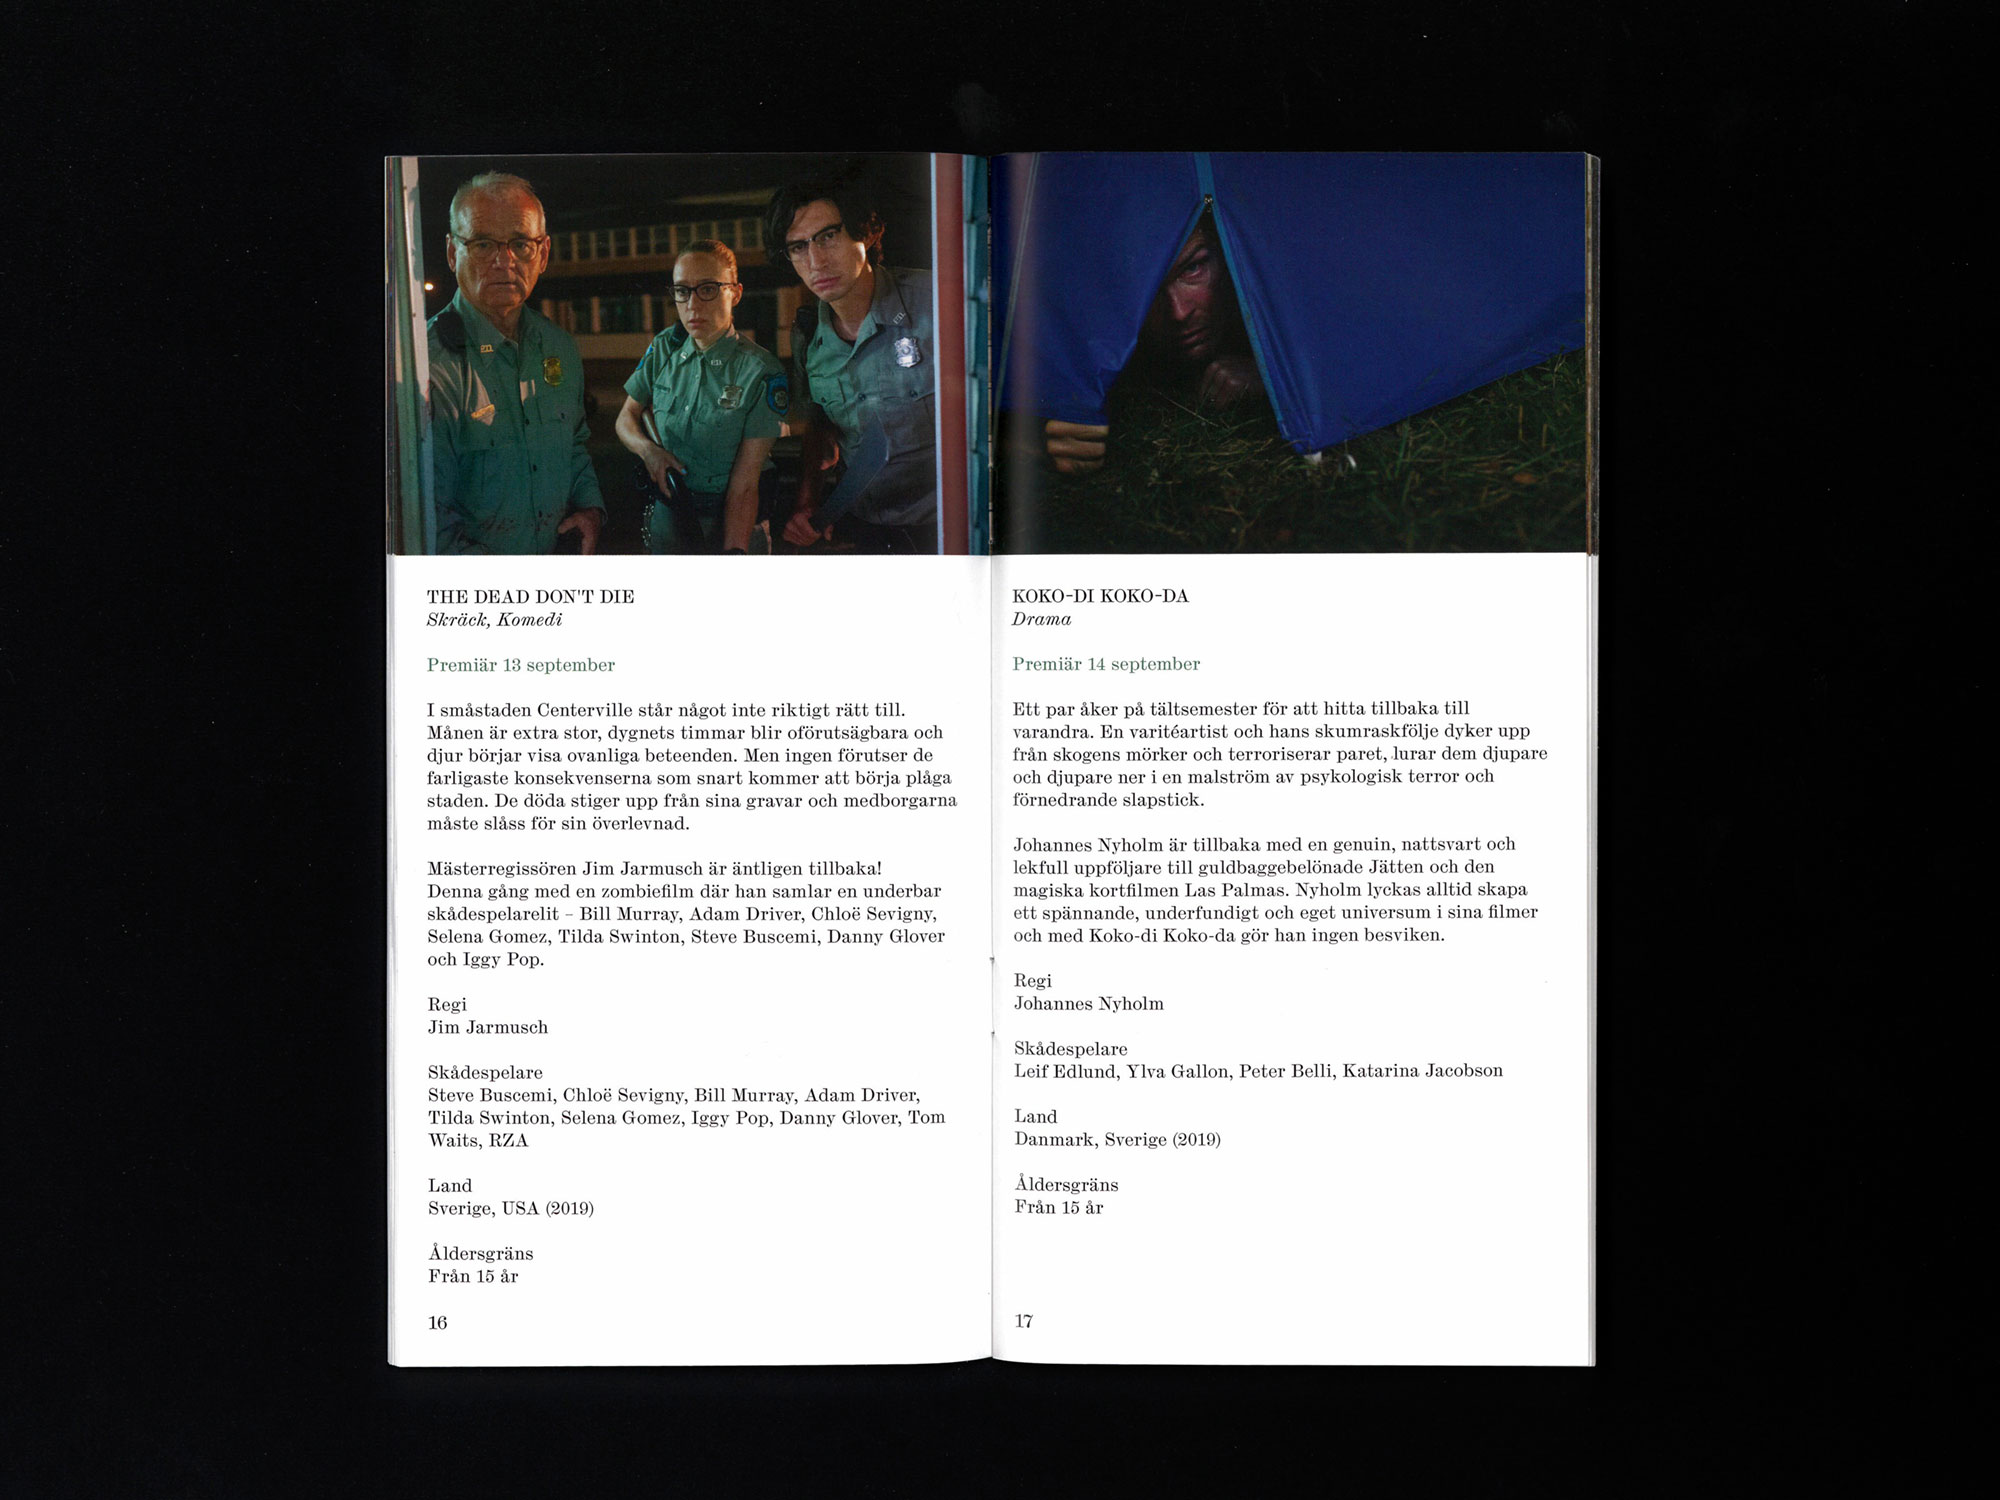 THE DEAD DON'T DIE
Skräck, Komedi
Premiär 13 september
I småstaden Centerville står något inte riktigt rätt till.
Månen är extra stor, dygnets timmar blir oförutsägbara och
djur börjar visa ovanliga beteenden. Men ingen förutser de
farligaste konsekvenserna som snart kommer att börja plåga
staden. De döda stiger upp från sina gravar och medborgarna
måste slåss för sin överlevnad.
Mästerregissören Jim Jarmusch är äntligen tillbaka!
Denna gång med en zombiefilm där han samlar en underbar
skådespelarelit – Bill Murray, Adam Driver, Chloë Sevigny,
Selena Gomez, Tilda Swinton, Steve Buscemi, Danny Glover
och Iggy Pop.
Regi
Jim Jarmusch
Skådespelare
Steve Buscemi, Chloë Sevigny, Bill Murray, Adam Driver,
Tilda Swinton, Selena Gomez, Iggy Pop, Danny Glover, Tom
Waits, RZA
Land
Sverige, USA (2019)
Åldersgräns
Från 15 år
16
KOKO-DI KOKO-DA
Drama
Premiär 14 september
Ett par åker på tältsemester för att hitta tillbaka till
varandra. En varitéartist och hans skumraskfölje dyker upp
från skogens mörker och terroriserar paret, lurar dem djupare
och djupare ner i en malström av psykologisk terror och
förnedrande slapstick.
Johannes Nyholm är tillbaka med en genuin, nattsvart och
lekfull uppföljare till guldbaggebelönade Jätten och den
magiska kortfilmen Las Palmas. Nyholm lyckas alltid skapa
ett spännande, underfundigt och eget universum i sina filmer
och med Koko-di Koko-da gör han ingen besviken.
Regi
Johannes Nyholm
Skådespelare
Leif Edlund, Ylva Gallon, Peter Belli, Katarina Jacobson
Land
Danmark, Sverige (2019)
Åldersgräns
Från 15 år
17